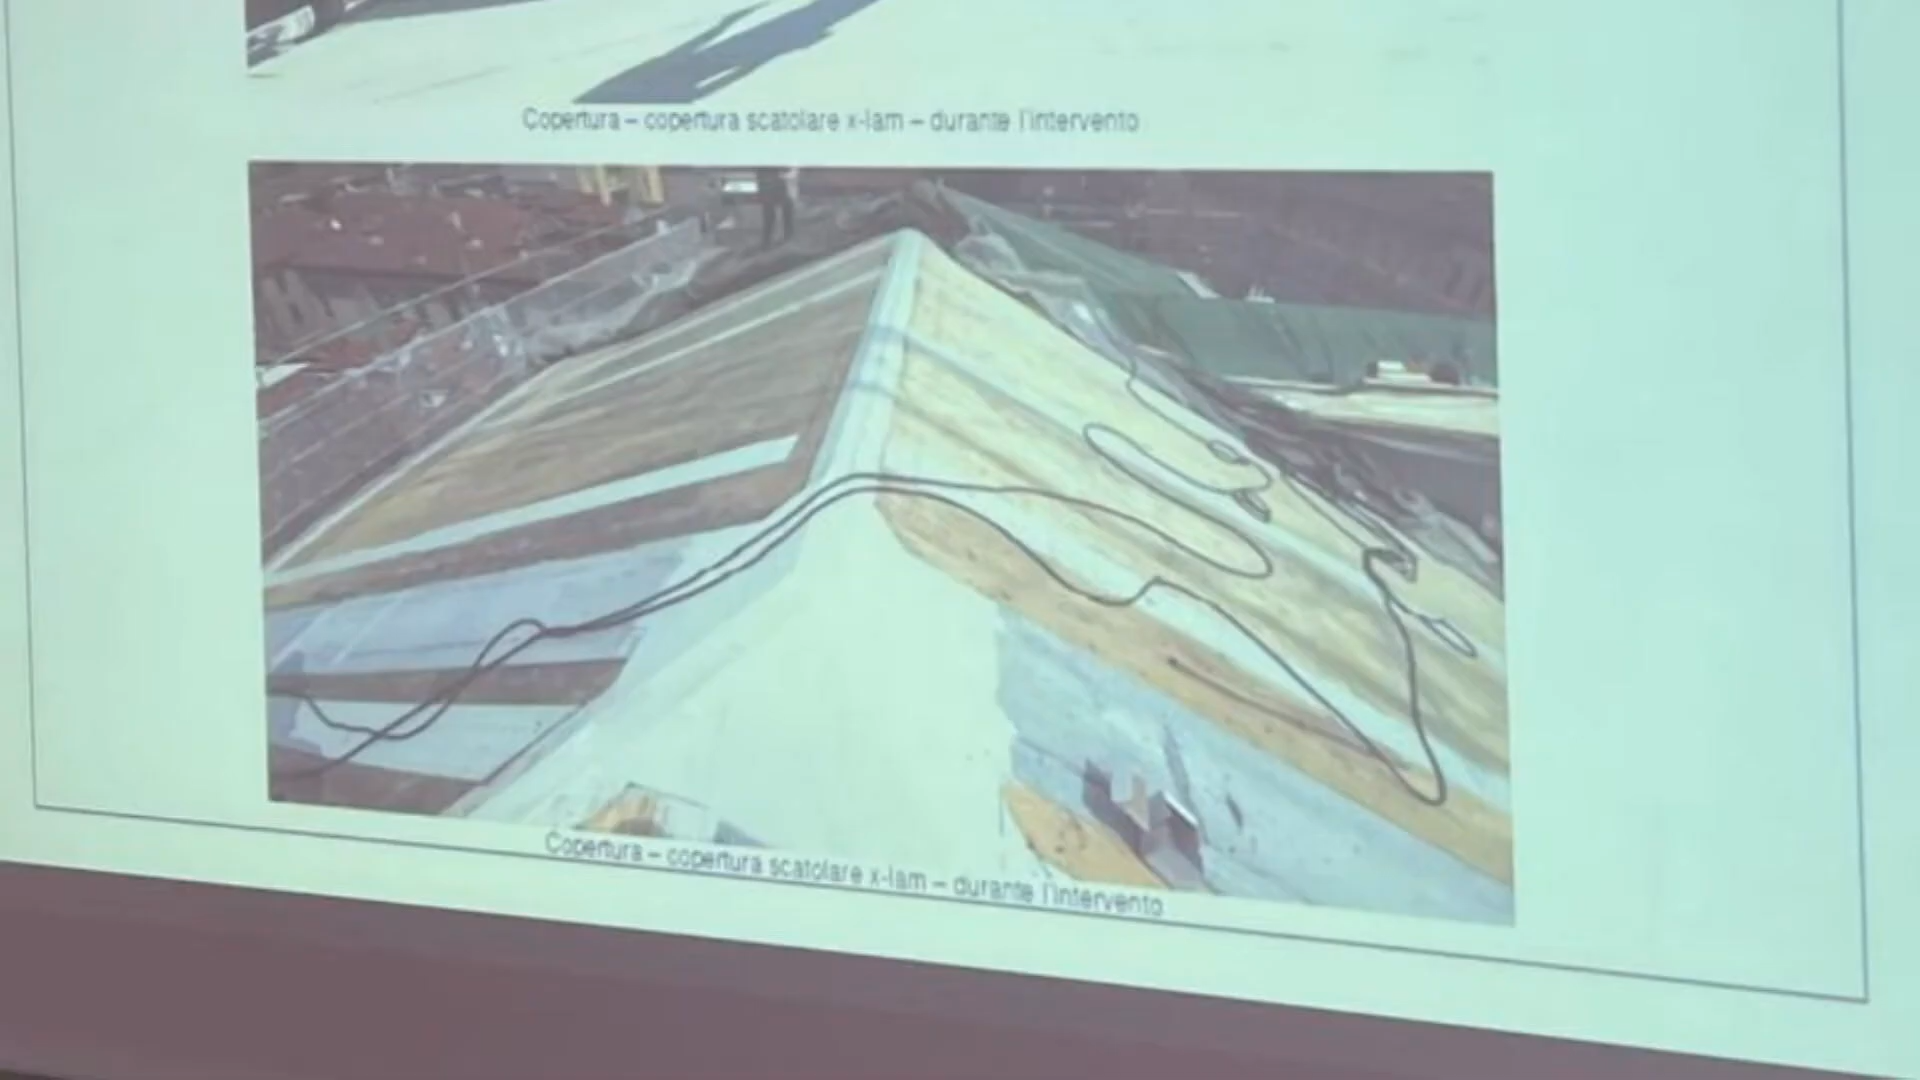 Copertura – copertura scatolare x-lam – durante l'intervento
Copertura – copertura scatolare x-lam – durante l'intervento